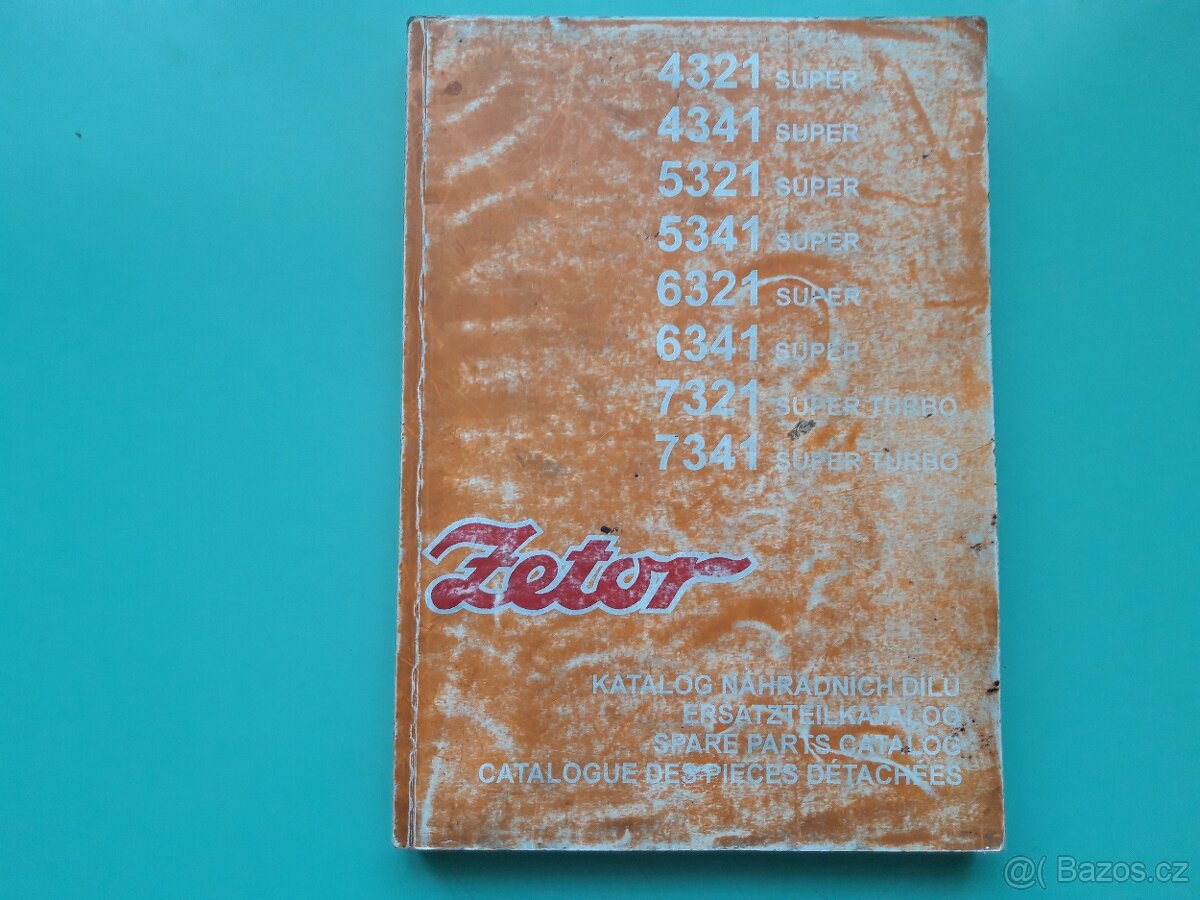 4321 SUPER
4341 SUPER
5321 SUPER
5341 SUPER
6321 SUPER
6341 SUPER
7321 SUPER TURBO
7341 SUPER TURBO
Zetor
KATALOG NÁHRADNÍCH DÍLŮ
ERSATZTEILKATALOG
SPARE PARTS CATALOG
CATALOGUE DES PIÈCES DÉTACHÉES
@( Bazos.cz